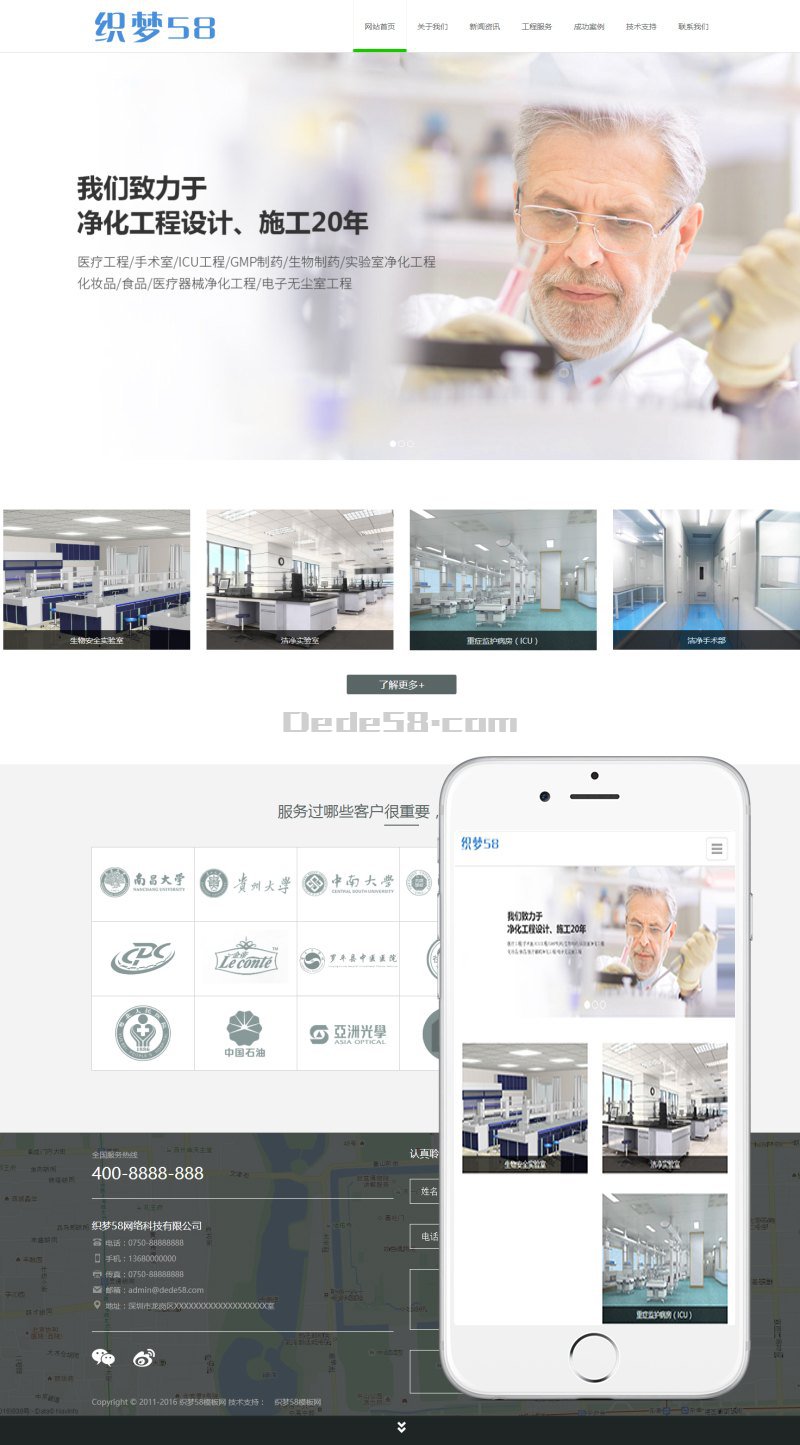 织梦58
网站首页 关于我们 新闻资讯 工程服务 成功案例 技术支持 联系我们
我们致力于
净化工程设计、施工20年
医疗工程/手术室/ICU工程/GMP制药/生物制药/实验室净化工程
化妆品/食品/医疗器械净化工程/电子无尘室工程
生物安全实验室 洁净实验室 重症监护病房（ICU） 洁净手术部
了解更多+
Dede58.com
服务过哪些客户很重要，
南昌大学 貴州大學 中南大学
NANCHANG UNIVERSITY CENTRAL SOUTH UNIVERSITY
CPC Le conté 罗斗县中医医院
中国石油 亞洲光學
ASIA OPTICAL
织梦58
我们致力于
净化工程设计、施工20年
生物安全实验室 洁净实验室
重症监护病房（ICU）
全国服务热线
400-8888-888
织梦58网络科技有限公司
电话：0750-88888888
手机：13680000000
传真：0750-88888888
邮箱：admin@dede58.com
地址：深圳市龙岗区XXXXXXXXXXXXXXXXXXXX室
认真聆
姓名
电话
Copyright © 2011-2016 织梦58模板网 技术支持： 织梦58模板网